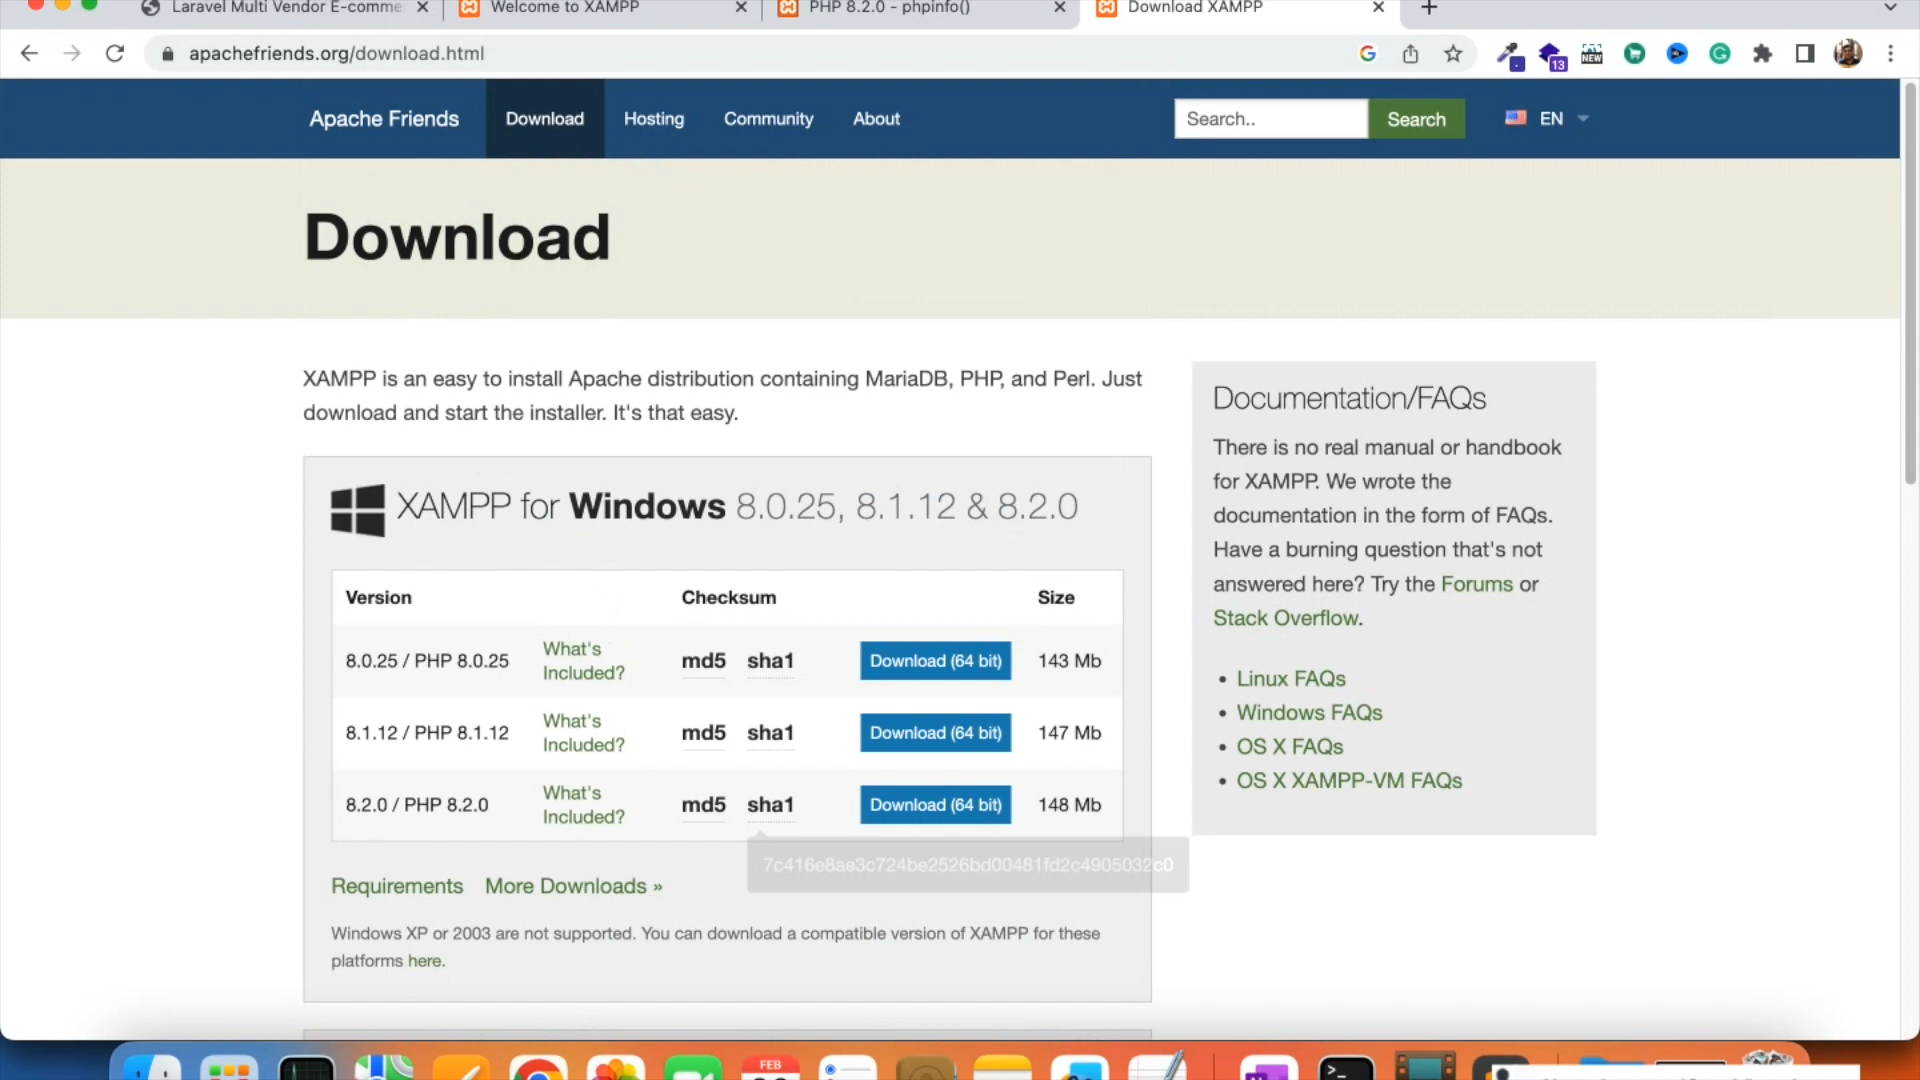 Laravel Multi Vendor E-comme
Welcome to XAMPP
PHP 8.2.0 - phpinfo()
Download XAMPP
apachefriends.org/download.html
NEW
13
Apache Friends
Download
Hosting
Community
About
Search..
Search
EN
Download
XAMPP is an easy to install Apache distribution containing MariaDB, PHP, and Perl. Just
download and start the installer. It's that easy.
XAMPP for Windows 8.0.25, 8.1.12 & 8.2.0
Version Checksum Size
8.0.25 / PHP 8.0.25 What's Included? md5 sha1 Download (64 bit) 143 Mb
8.1.12 / PHP 8.1.12 What's Included? md5 sha1 Download (64 bit) 147 Mb
8.2.0 / PHP 8.2.0 What's Included? md5 sha1 Download (64 bit) 148 Mb
7c416e8ae3c724be2526bd00481fd2c4905032c0
Requirements More Downloads »
Windows XP or 2003 are not supported. You can download a compatible version of XAMPP for these
platforms here.
Documentation/FAQs
There is no real manual or handbook
for XAMPP. We wrote the
documentation in the form of FAQs.
Have a burning question that's not
answered here? Try the Forums or
Stack Overflow.
• Linux FAQs
• Windows FAQs
• OS X FAQs
• OS X XAMPP-VM FAQs
FEB